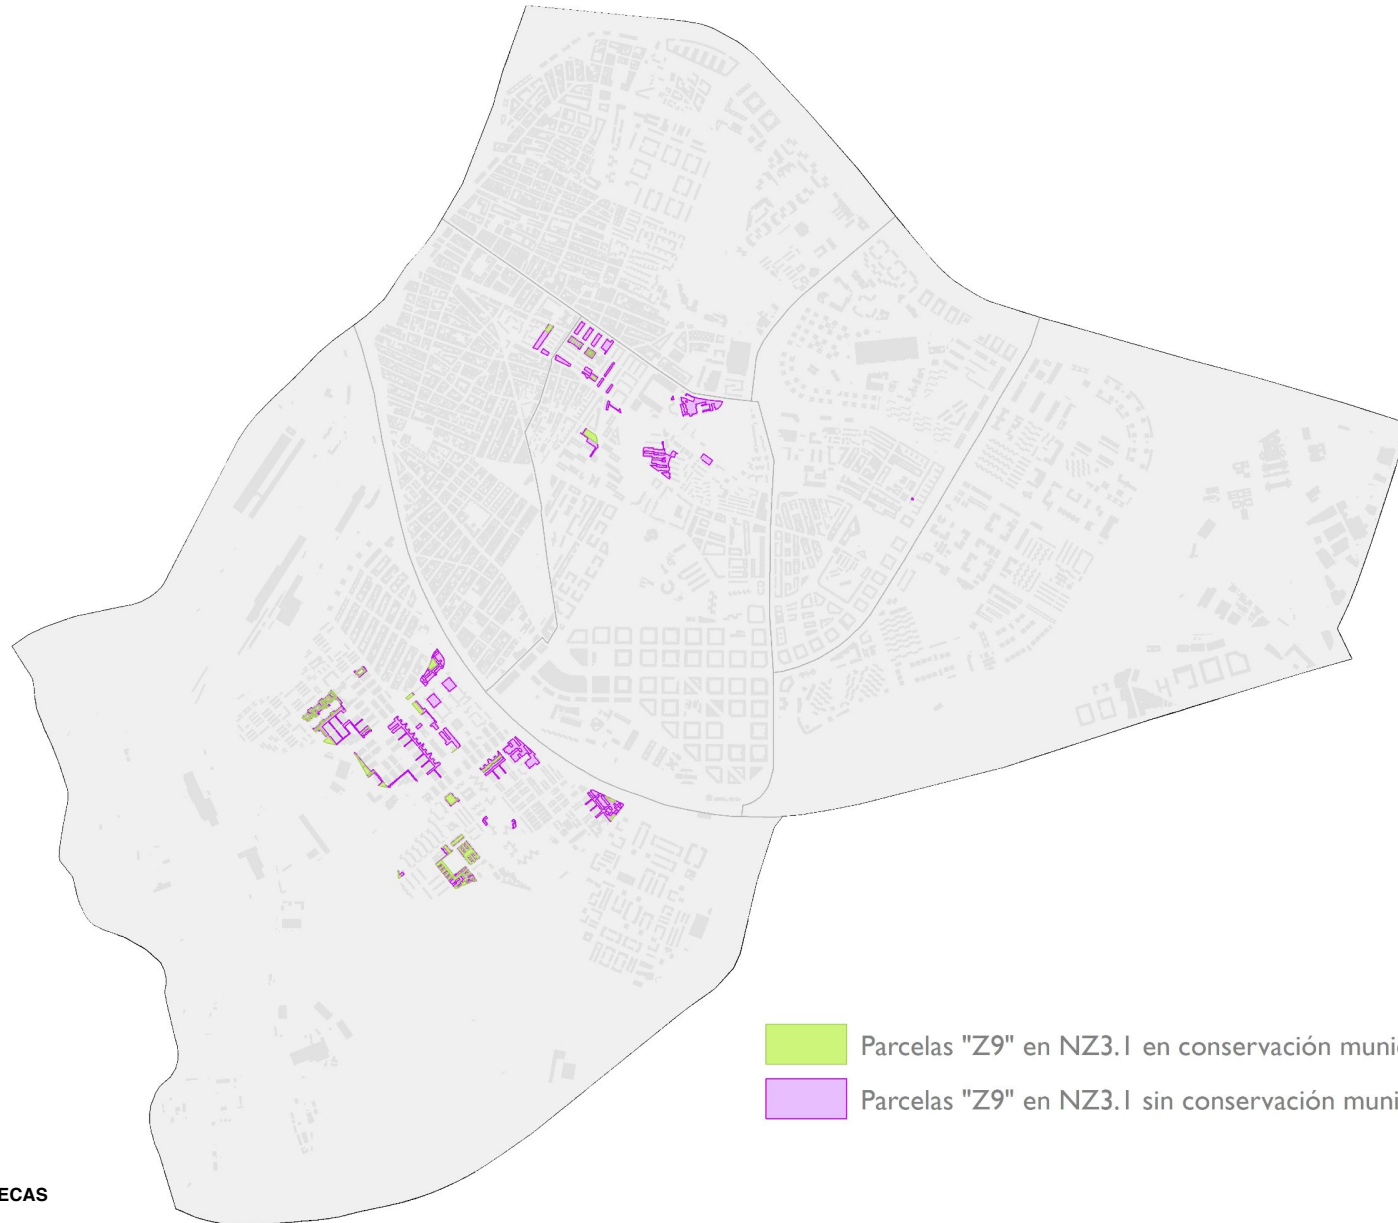 Parcelas "Z9" en NZ3.1 en conservación muni
Parcelas "Z9" en NZ3.1 sin conservación muni
ECAS